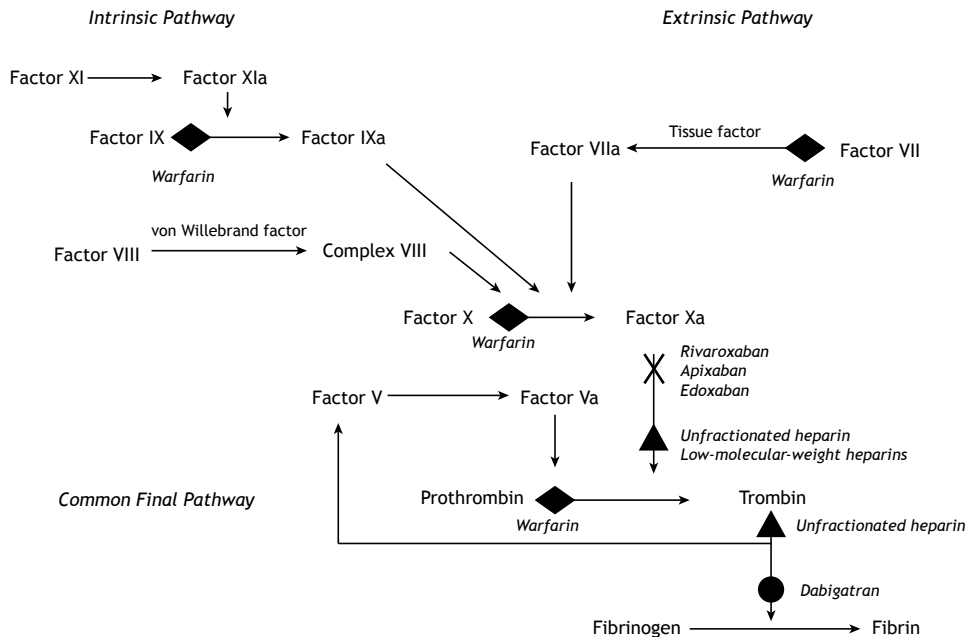 Intrinsic Pathway
Extrinsic Pathway
Factor XI
Factor XIa
Factor IX
Factor IXa
Warfarin
Tissue factor
Factor VIIa
Factor VII
Warfarin
von Willebrand factor
Factor VIII
Complex VIII
Factor X
Factor Xa
Warfarin
Rivaroxaban
Apixaban
Edoxaban
Factor V
Factor Va
Unfractionated heparin
Low-molecular-weight heparins
Common Final Pathway
Prothrombin
Trombin
Warfarin
Unfractionated heparin
Dabigatran
Fibrinogen
Fibrin